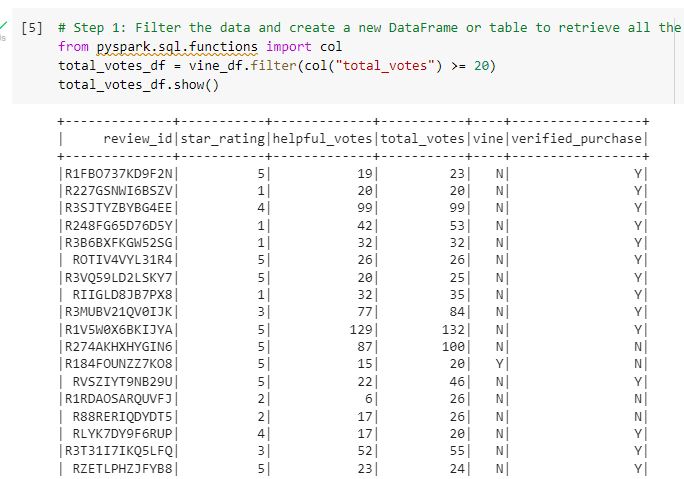 [5] # Step 1: Filter the data and create a new DataFrame or table to retrieve all the
from pyspark.sql.functions import col
total_votes_df = vine_df.filter(col("total_votes") >= 20)
total_votes_df.show()
+--------------+-----------+-------------+-----------+----+-----------------+
|     review_id|star_rating|helpful_votes|total_votes|vine|verified_purchase|
+--------------+-----------+-------------+-----------+----+-----------------+
|R1FBO737KD9F2N|          5|           19|         23|   N|                Y|
|R227GSNWI6BSZV|          1|           20|         20|   N|                Y|
|R3SJTYZBYBG4EE|          4|           99|         99|   N|                Y|
|R248FG65D76D5Y|          1|           42|         53|   N|                Y|
|R3B6BXFKGW52SG|          1|           32|         32|   N|                Y|
| ROTIV4VYL31R4|          5|           26|         26|   N|                Y|
|R3VQ59LD2LSKY7|          5|           20|         25|   N|                Y|
| RIIGLD8JB7PX8|          1|           32|         35|   N|                Y|
|R3MUBV21QV0IJK|          3|           77|         84|   N|                Y|
|R1V5W0X6BKIJYA|          5|          129|        132|   N|                Y|
|R274AKHXHYGIN6|          5|           87|        100|   N|                N|
|R184FOUNZZ7KO8|          5|           15|         20|   Y|                N|
| RVSZIYT9NB29U|          5|           22|         46|   N|                Y|
|R1RDAOSARQUVFJ|          2|            6|         26|   N|                N|
| R88RERIQDYDT5|          2|           17|         26|   N|                N|
| RLYK7DY9F6RUP|          4|           17|         20|   N|                Y|
|R3T31I7IKQ5LFQ|          3|           52|         55|   N|                Y|
| RZETLPHZJFYB8|          5|           23|         24|   N|                Y|